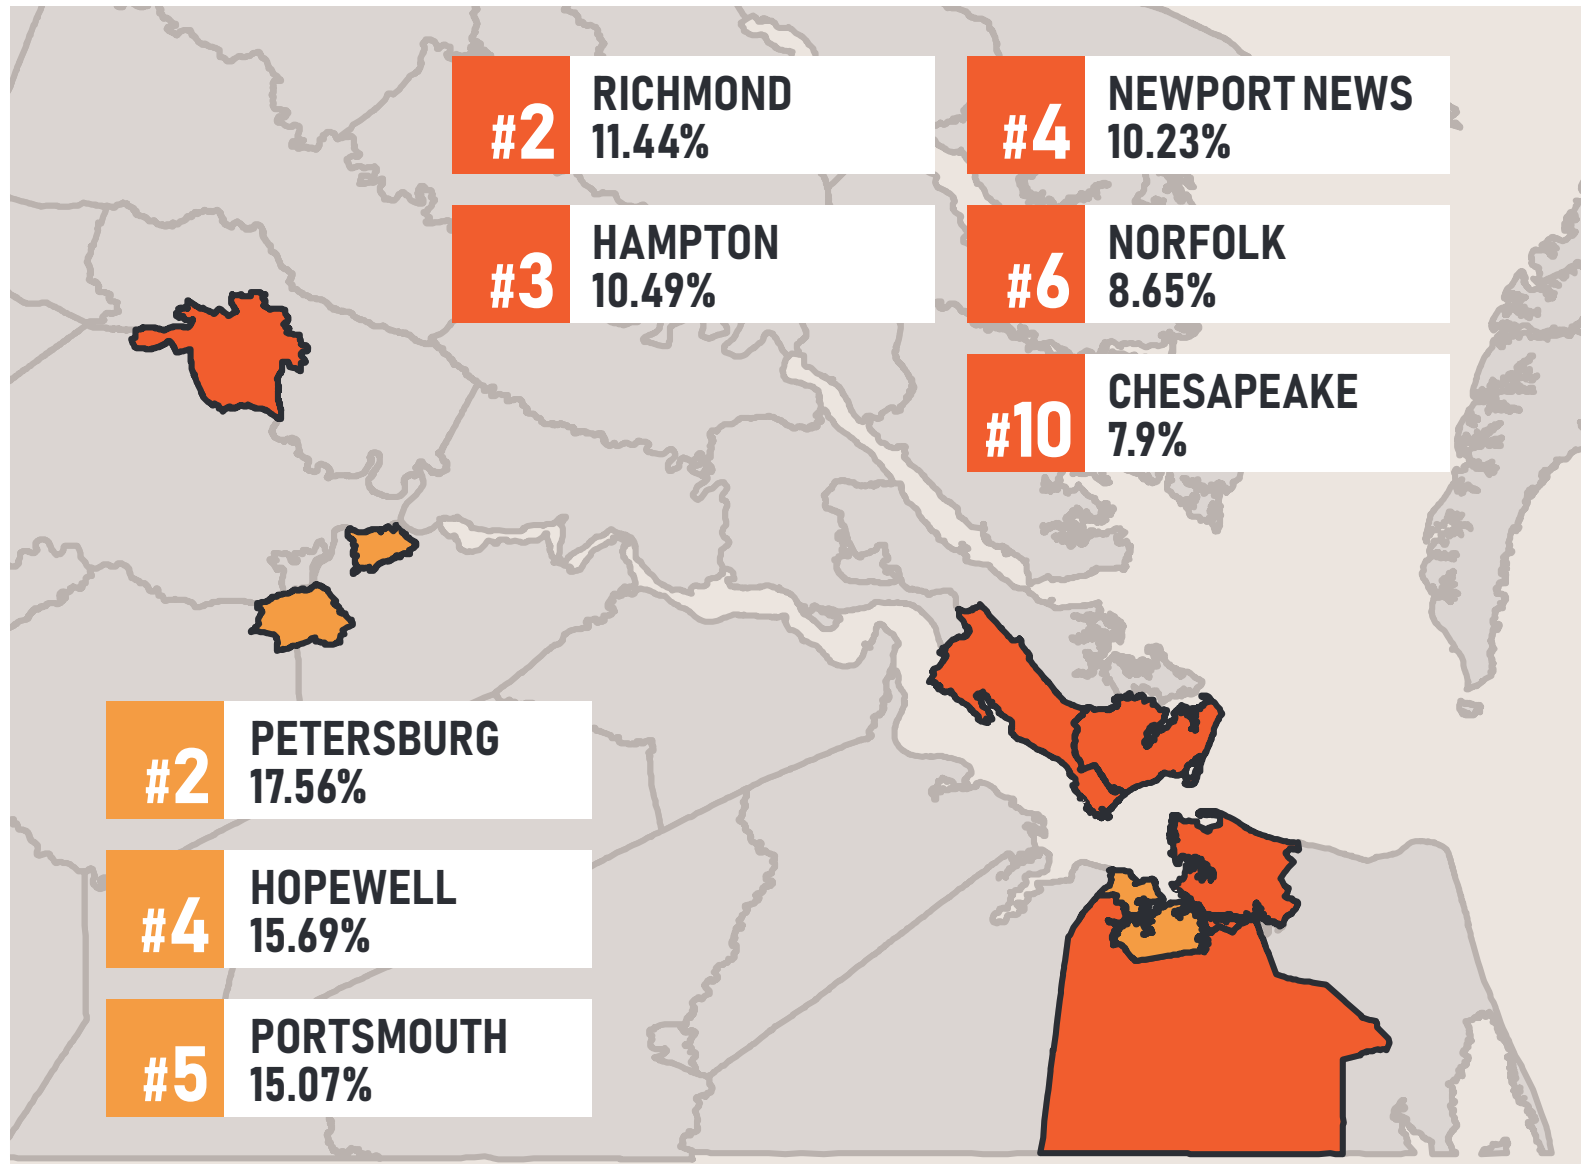 #2
RICHMOND
11.44%
#3
HAMPTON
10.49%
#4
NEWPORT NEWS
10.23%
#6
NORFOLK
8.65%
#10
CHESAPEAKE
7.9%
#2
PETERSBURG
17.56%
#4
HOPEWELL
15.69%
#5
PORTSMOUTH
15.07%